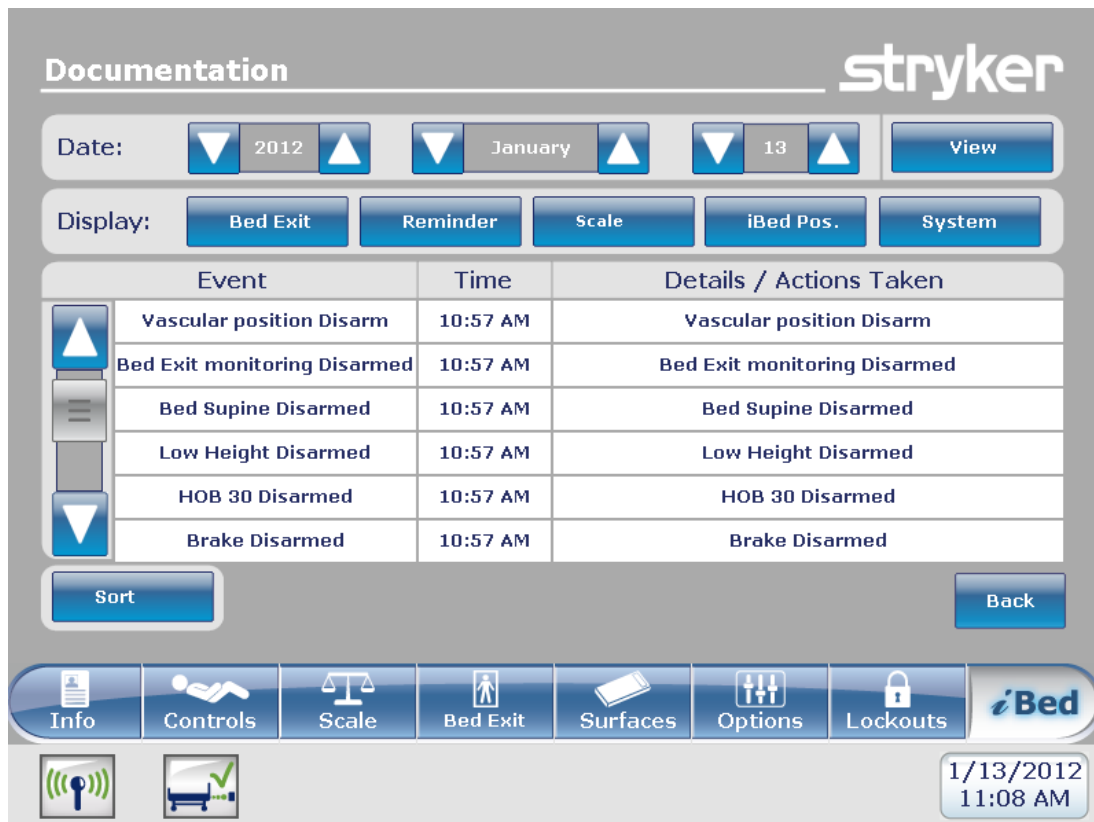 Documentation
stryker
Date: 2012 January 13 View
Display: Bed Exit Reminder Scale iBed Pos. System
Event Time Details / Actions Taken
Vascular position Disarm 10:57 AM Vascular position Disarm
Bed Exit monitoring Disarmed 10:57 AM Bed Exit monitoring Disarmed
Bed Supine Disarmed 10:57 AM Bed Supine Disarmed
Low Height Disarmed 10:57 AM Low Height Disarmed
HOB 30 Disarmed 10:57 AM HOB 30 Disarmed
Brake Disarmed 10:57 AM Brake Disarmed
Sort Back
Info Controls Scale Bed Exit Surfaces Options Lockouts iBed
1/13/2012
11:08 AM